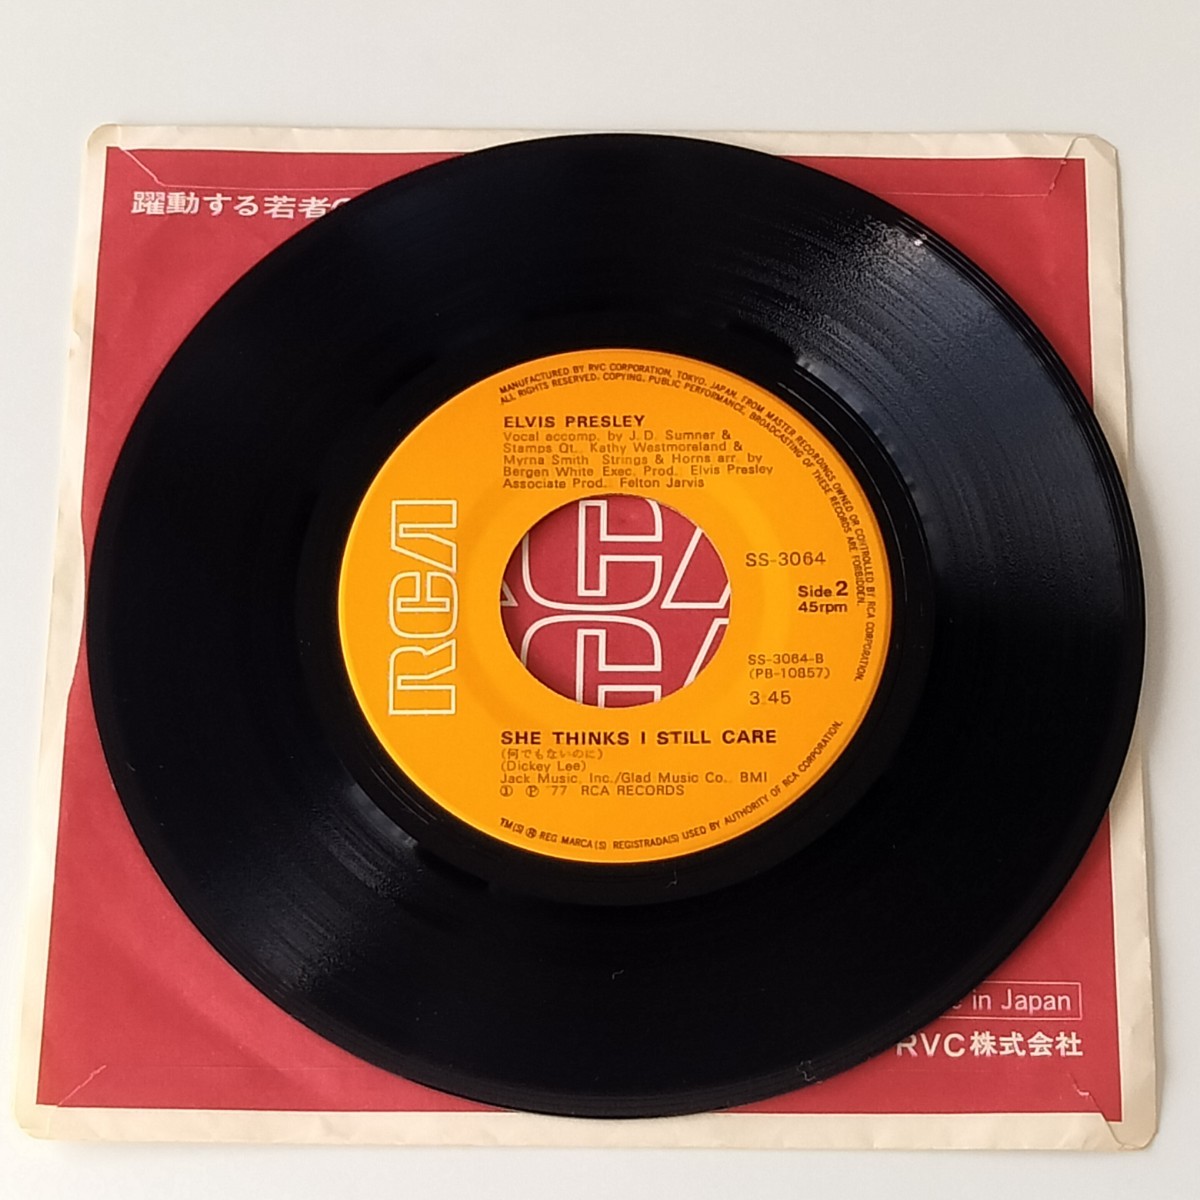 躍動する若者の
MANUFACTURED BY RVC CORPORATION, TOKYO, JAPAN, FROM MASTER RECORDINGS OWNED OR CONTROLLED BY RCA CORPORATION.
ALL RIGHTS RESERVED. COPYING, PUBLIC PERFORMANCE, BROADCASTING OF THESE RECORDS ARE FORBIDDEN.
ELVIS PRESLEY
Vocal accomp. by J. D. Sumner &
Stamps Qt., Kathy Westmoreland &
Myrna Smith Strings & Horns arr. by
Bergen White Exec. Prod.. Elvis Presley
Associate Prod.. Felton Jarvis
RCA
SS-3064
Side 2
45rpm
SS-3064-B
(PB-10857)
3:45
SHE THINKS I STILL CARE
(何でもないのに)
(Dickey Lee)
Jack Music, Inc./Glad Music Co.. BMI
Ⓛ Ⓟ '77 RCA RECORDS
TM(S) ® REG. MARCA(S) REGISTRADA(S) USED BY AUTHORITY OF RCA CORPORATION.
in Japan
RVC株式会社